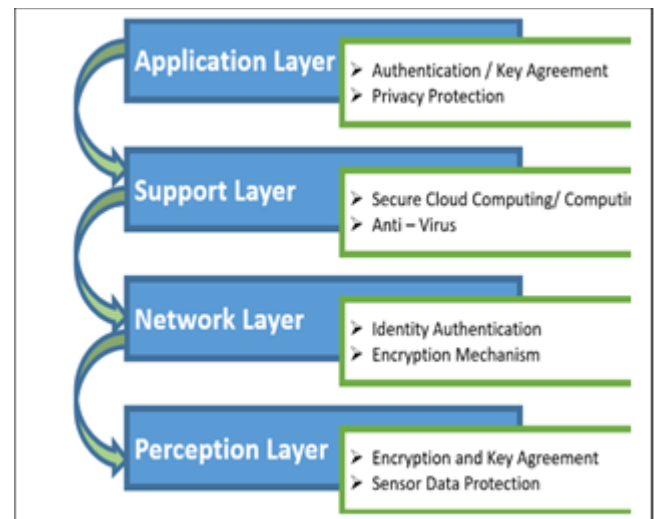 Application Layer
➢ Authentication / Key Agreement
➢ Privacy Protection
Support Layer
➢ Secure Cloud Computing/
➢ Anti – Virus
Network Layer
➢ Identity Authentication
➢ Encryption Mechanism
Perception Layer
➢ Encryption and Key Agreement
➢ Sensor Data Protection